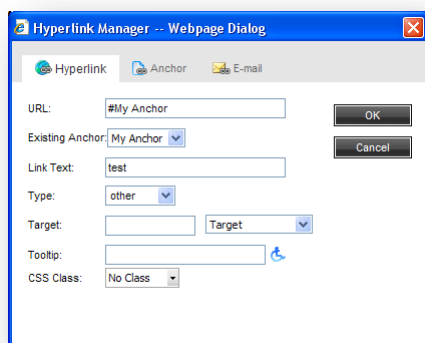 Hyperlink Manager -- Webpage Dialog
Hyperlink Anchor E-mail
URL: #My Anchor OK
Existing Anchor: My Anchor Cancel
Link Text: test
Type: other
Target: Target
Tooltip:
CSS Class: No Class